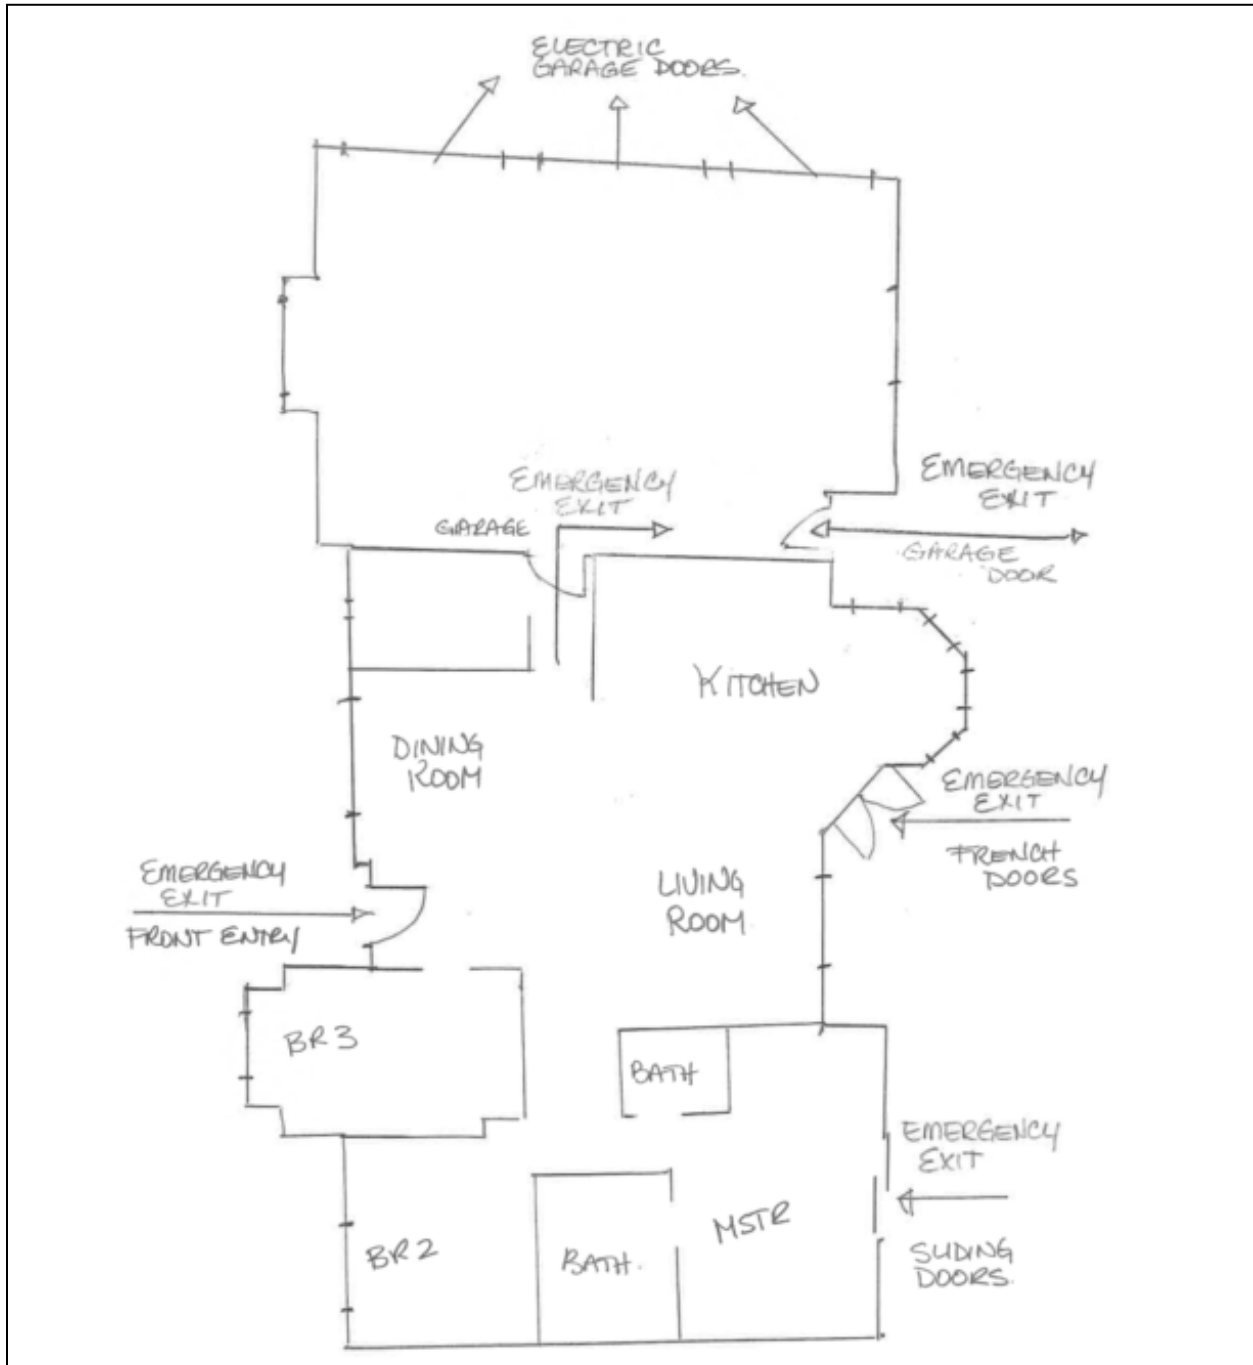 ELECTRIC
GARAGE DOORS.
EMERGENCY
EXIT
GARAGE
EMERGENCY
EXIT
GARAGE
DOOR
KITCHEN
DINING
ROOM
EMERGENCY
EXIT
FRENCH
DOORS
EMERGENCY
EXIT
FRONT ENTRY
LIVING
ROOM
BR3
BATH
EMERGENCY
EXIT
SLIDING
DOORS.
MSTR
BR2
BATH.